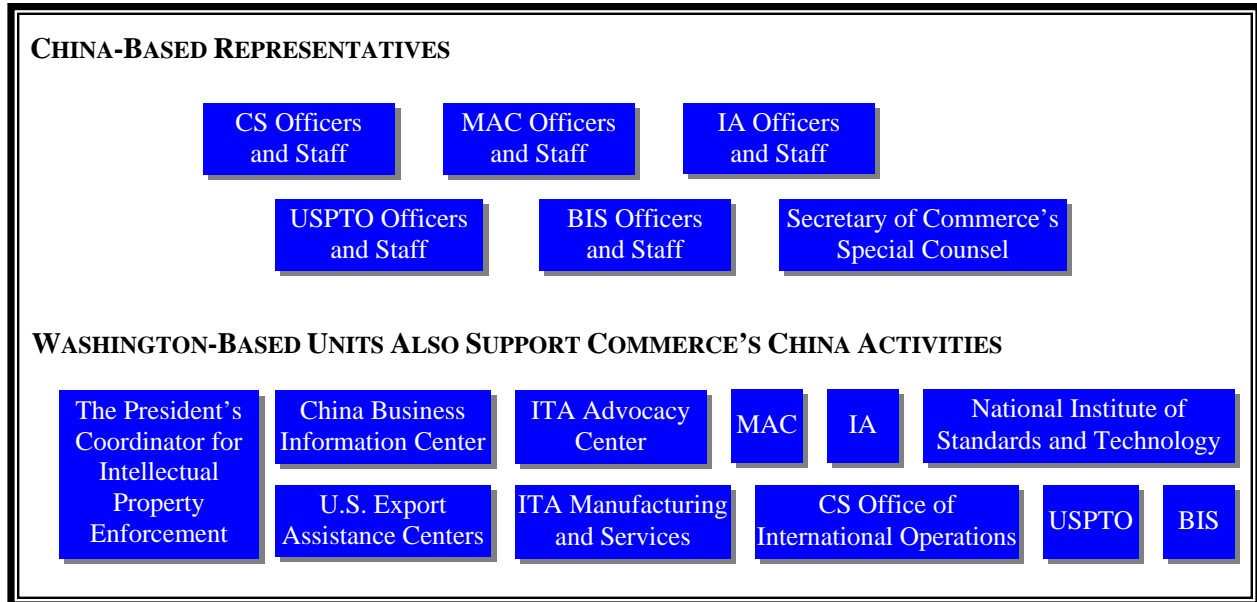 CHINA-BASED REPRESENTATIVES
CS Officers
and Staff
MAC Officers
and Staff
IA Officers
and Staff
USPTO Officers
and Staff
BIS Officers
and Staff
Secretary of Commerce’s
Special Counsel
WASHINGTON-BASED UNITS ALSO SUPPORT COMMERCE’S CHINA ACTIVITIES
The President’s
Coordinator for
Intellectual
Property
Enforcement
China Business
Information Center
ITA Advocacy
Center
MAC
IA
National Institute of
Standards and Technology
U.S. Export
Assistance Centers
ITA Manufacturing
and Services
CS Office of
International Operations
USPTO
BIS